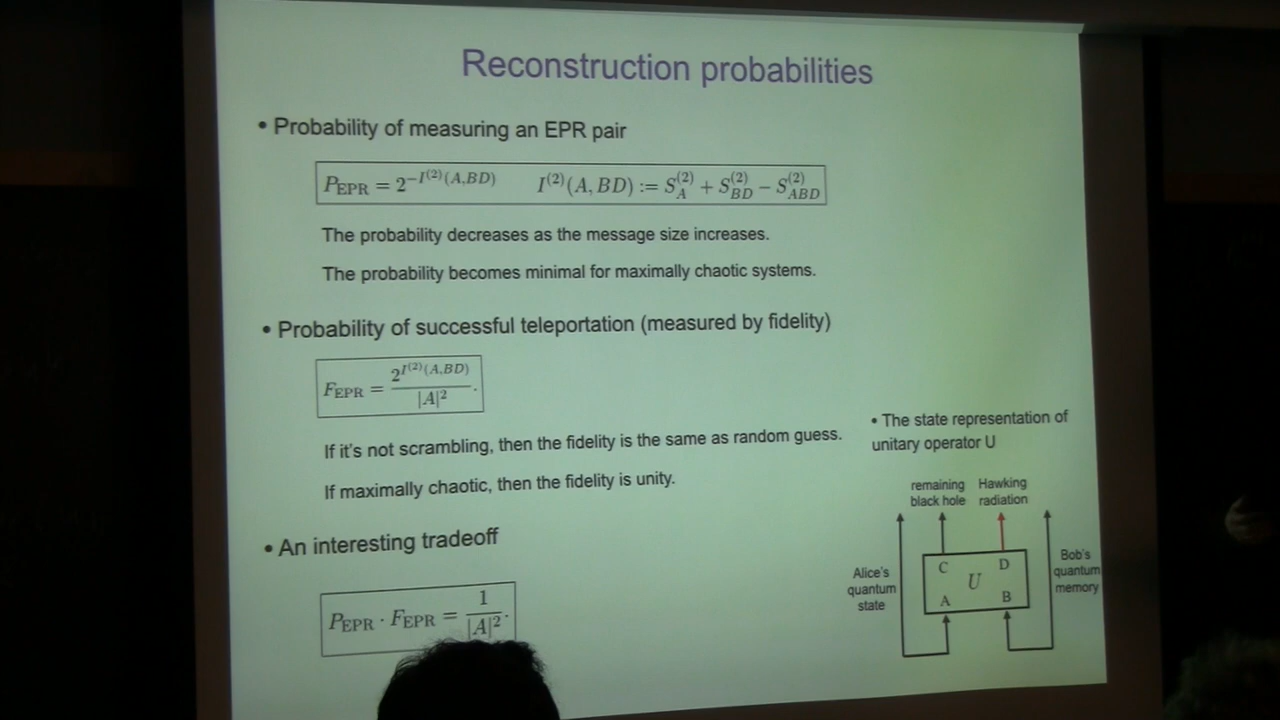 Reconstruction probabilities
• Probability of measuring an EPR pair
P_EPR = 2^{-I^{(2)}(A,BD)}  I^{(2)}(A, BD) := S_A^{(2)} + S_{BD}^{(2)} − S_{ABD}^{(2)}
The probability decreases as the message size increases.
The probability becomes minimal for maximally chaotic systems.
• Probability of successful teleportation (measured by fidelity)
F_EPR = 2^{I^{(2)}(A,BD)} / |A|^2 .
If it's not scrambling, then the fidelity is the same as random guess.
If maximally chaotic, then the fidelity is unity.
• An interesting tradeoff
P_EPR · F_EPR = 1 / |A|^2 .
• The state representation of
unitary operator U
remaining
black hole
Hawking
radiation
Alice's
quantum
state
C D
U
A B
Bob's
quantum
memory